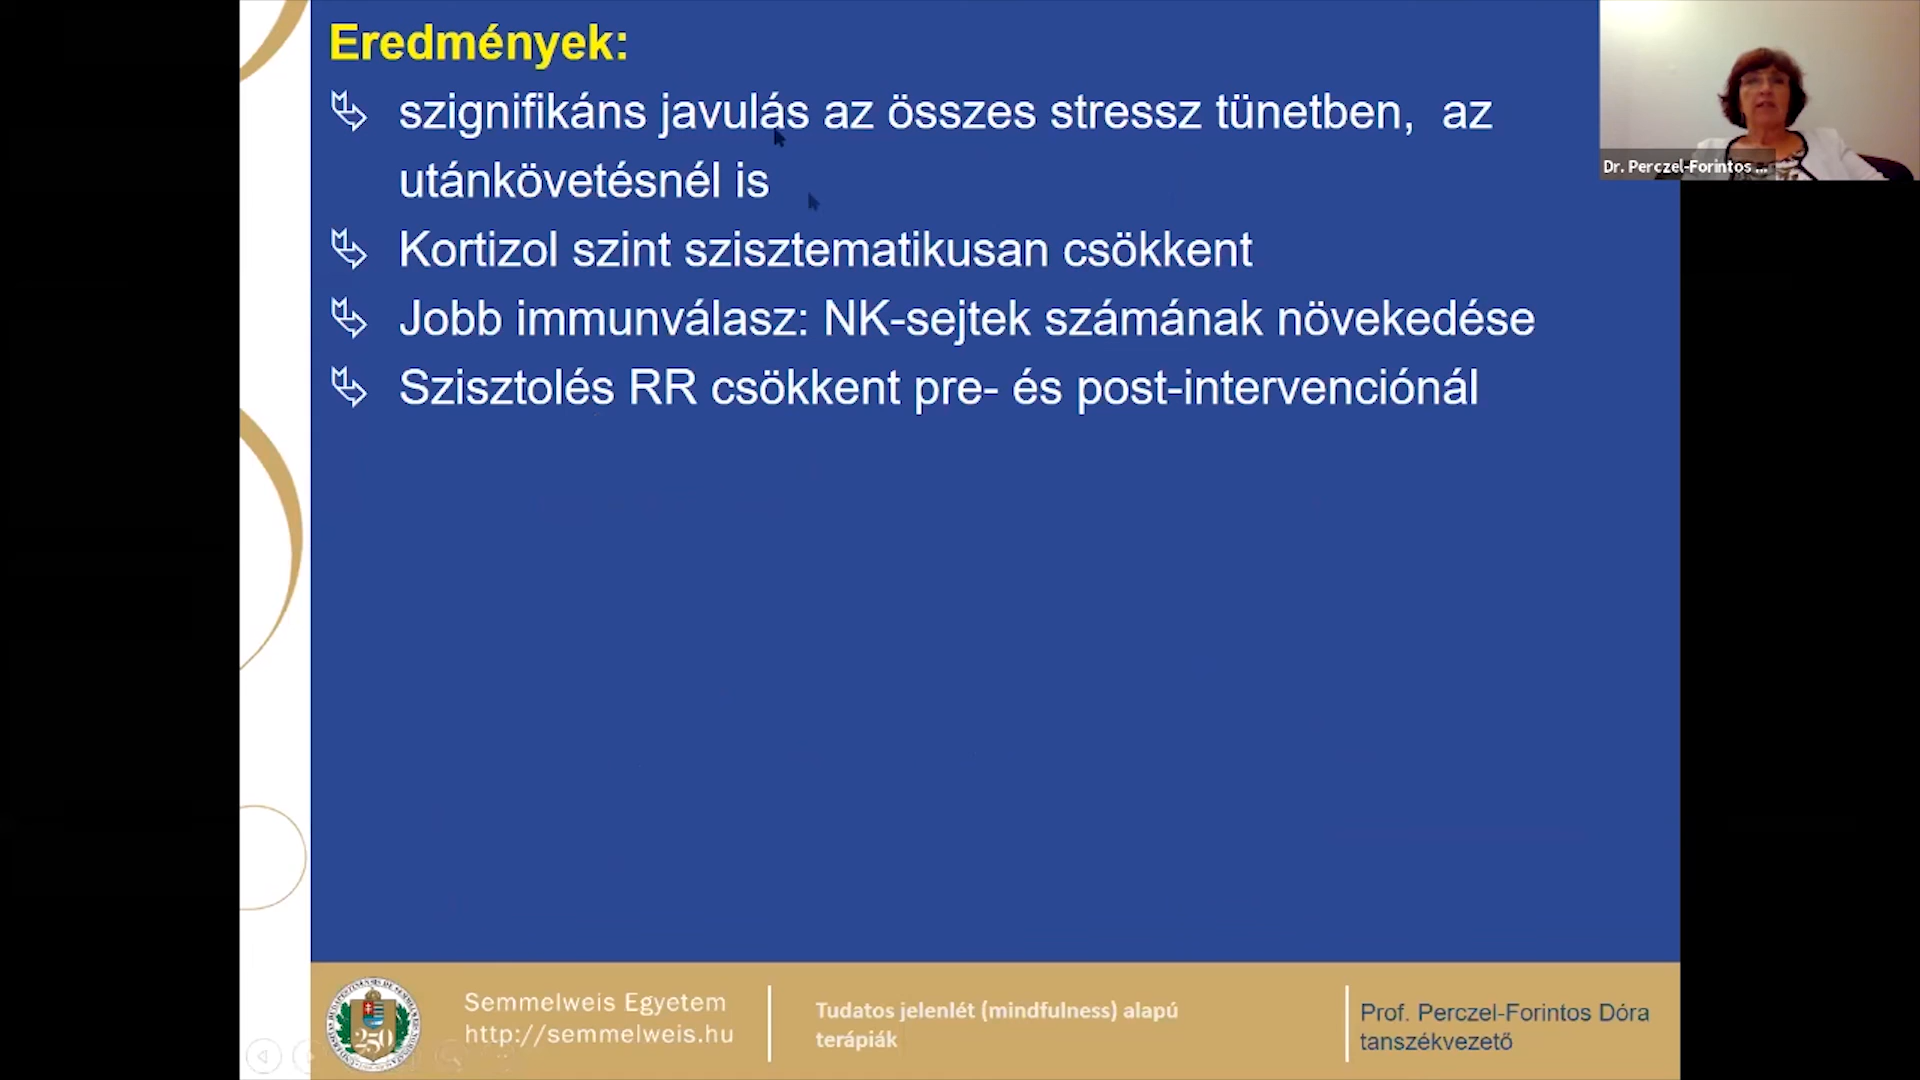 Eredmények:
szignifikáns javulás az összes stressz tünetben, az
utánkövetésnél is
Kortizol szint szisztematikusan csökkent
Jobb immunválasz: NK-sejtek számának növekedése
Szisztolés RR csökkent pre- és post-intervenciónál
Dr. Perczel-Forintos ...
Semmelweis Egyetem
http://semmelweis.hu
Tudatos jelenlét (mindfulness) alapú
terápiák
Prof. Perczel-Forintos Dóra
tanszékvezető
250